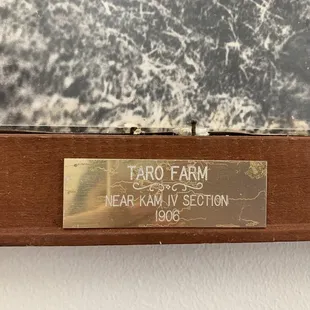 TARO FARM
NEAR KAM IV SECTION
1906